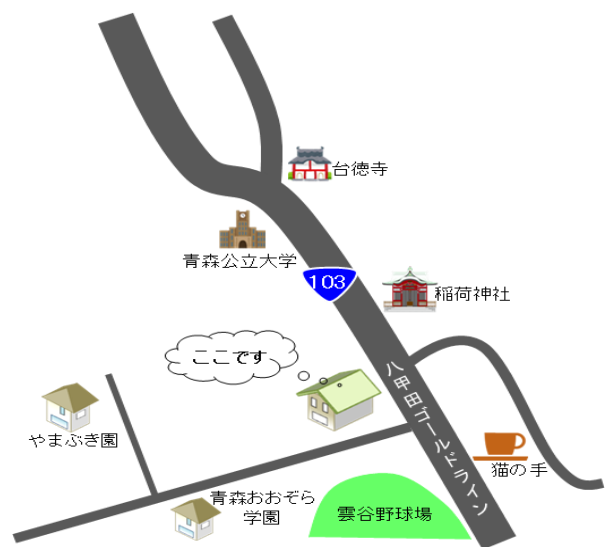 台徳寺
青森公立大学
103
稲荷神社
ここです
八甲田ゴールドライン
やまぶき園
猫の手
青森おおぞら
学園
雲谷野球場